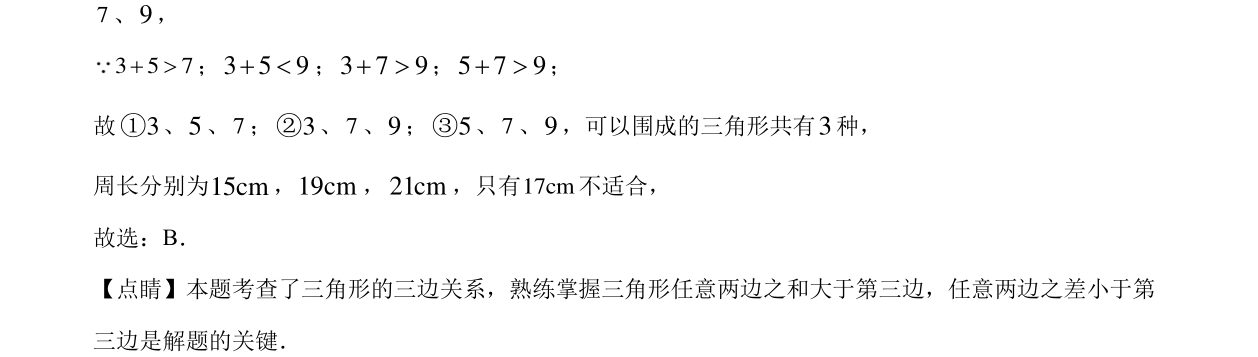 7、9，
∵3+5>7；3+5<9；3+7>9；5+7>9；
故①3、5、7；②3、7、9；③5、7、9，可以围成的三角形共有3种，
周长分别为15cm，19cm，21cm，只有17cm不适合，
故选：B．
【点睛】本题考查了三角形的三边关系，熟练掌握三角形任意两边之和大于第三边，任意两边之差小于第
三边是解题的关键．